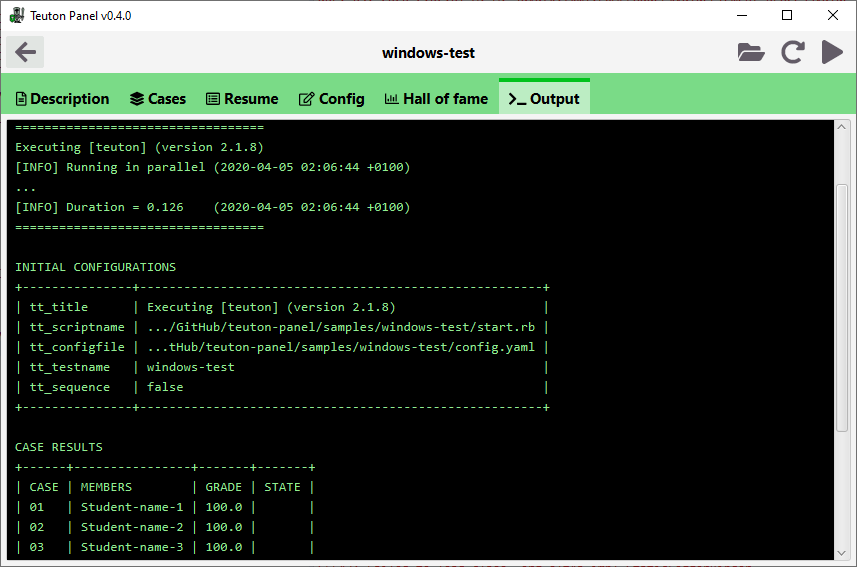 Teuton Panel v0.4.0
windows-test
Description Cases Resume Config Hall of fame Output
==================================
Executing [teuton] (version 2.1.8)
[INFO] Running in parallel (2020-04-05 02:06:44 +0100)
...
[INFO] Duration = 0.126    (2020-04-05 02:06:44 +0100)
==================================
INITIAL CONFIGURATIONS
+---------------+-------------------------------------------------------+
| tt_title      | Executing [teuton] (version 2.1.8)                    |
| tt_scriptname | .../GitHub/teuton-panel/samples/windows-test/start.rb |
| tt_configfile | ...tHub/teuton-panel/samples/windows-test/config.yaml |
| tt_testname   | windows-test                                          |
| tt_sequence   | false                                                 |
+---------------+-------------------------------------------------------+
CASE RESULTS
+------+----------------+-------+-------+
| CASE | MEMBERS        | GRADE | STATE |
| 01   | Student-name-1 | 100.0 |       |
| 02   | Student-name-2 | 100.0 |       |
| 03   | Student-name-3 | 100.0 |       |